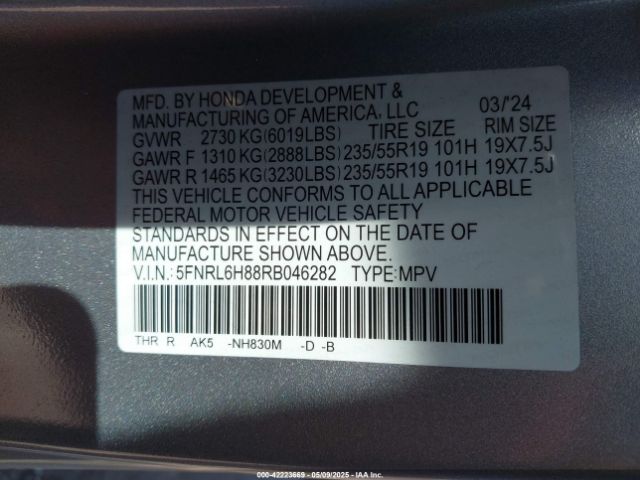 MFD. BY HONDA DEVELOPMENT &
MANUFACTURING OF AMERICA, LLC 03/'24
GVWR 2730 KG(6019LBS) TIRE SIZE RIM SIZE
GAWR F 1310 KG(2888LBS) 235/55R19 101H 19X7.5J
GAWR R 1465 KG(3230LBS) 235/55R19 101H 19X7.5J
THIS VEHICLE CONFORMS TO ALL APPLICABLE
FEDERAL MOTOR VEHICLE SAFETY
STANDARDS IN EFFECT ON THE DATE OF
MANUFACTURE SHOWN ABOVE.
V.I.N.: 5FNRL6H88RB046282 TYPE:MPV
THR R AK5 -NH830M -D -B
000-42223669 - 05/09/2025 - IAA Inc.